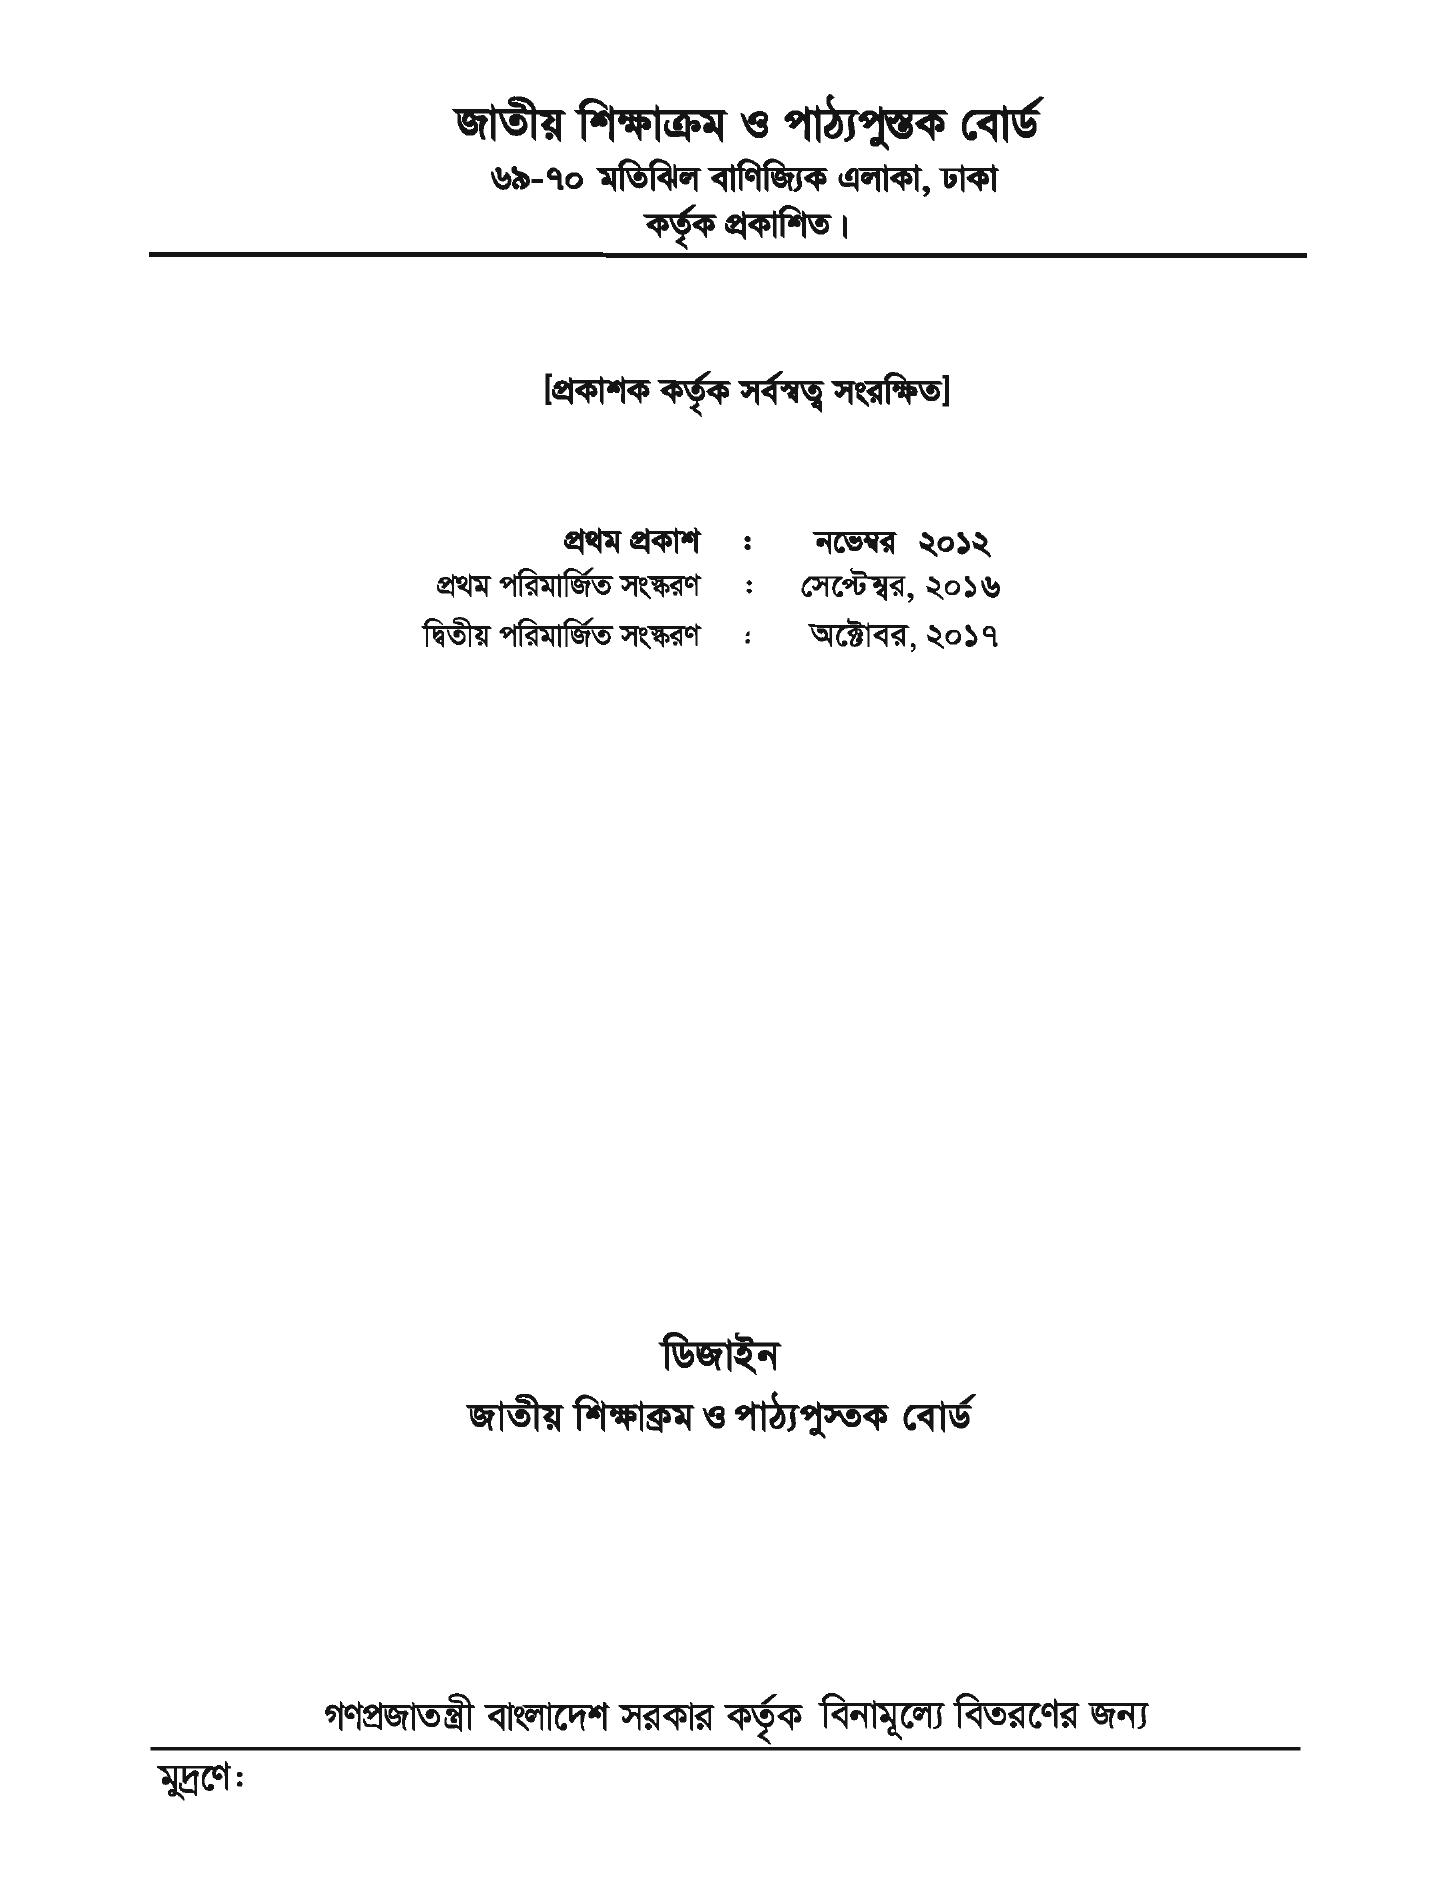 জাতীয় শিক্ষাক্রম ও পাঠ্যপুস্তক বোর্ড
৬৯-৭০ মতিঝিল বাণিজ্যিক এলাকা, ঢাকা
কর্তৃক প্রকাশিত।
[প্রকাশক কর্তৃক সর্বস্বত্ব সংরক্ষিত]
প্রথম প্রকাশ : নভেম্বর ২০১২
প্রথম পরিমার্জিত সংস্করণ : সেপ্টেম্বর, ২০১৬
দ্বিতীয় পরিমার্জিত সংস্করণ : অক্টোবর, ২০১৭
ডিজাইন
জাতীয় শিক্ষাক্রম ও পাঠ্যপুস্তক বোর্ড
গণপ্রজাতন্ত্রী বাংলাদেশ সরকার কর্তৃক বিনামূল্যে বিতরণের জন্য
মুদ্রণে: